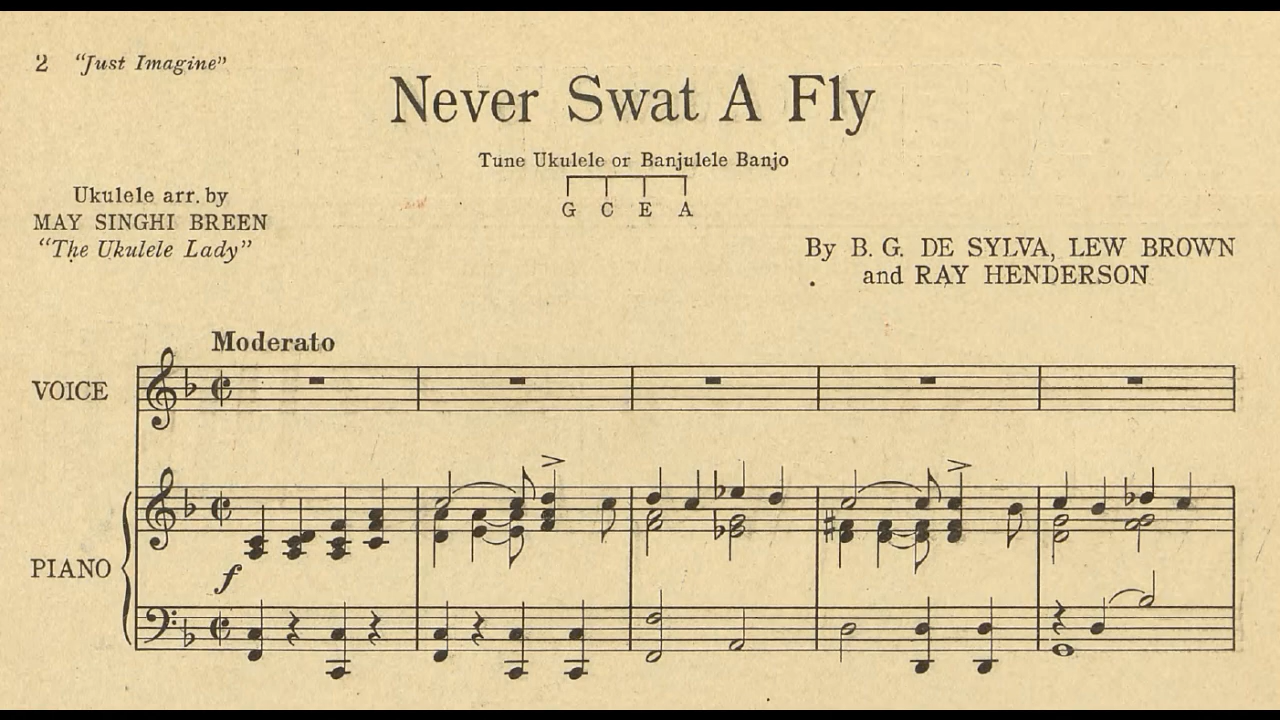 2 "Just Imagine"
Never Swat A Fly
Tune Ukulele or Banjulele Banjo
G C E A
Ukulele arr. by
MAY SINGHI BREEN
"The Ukulele Lady"
By B. G. DE SYLVA, LEW BROWN
and RAY HENDERSON
Moderato
VOICE
PIANO
f